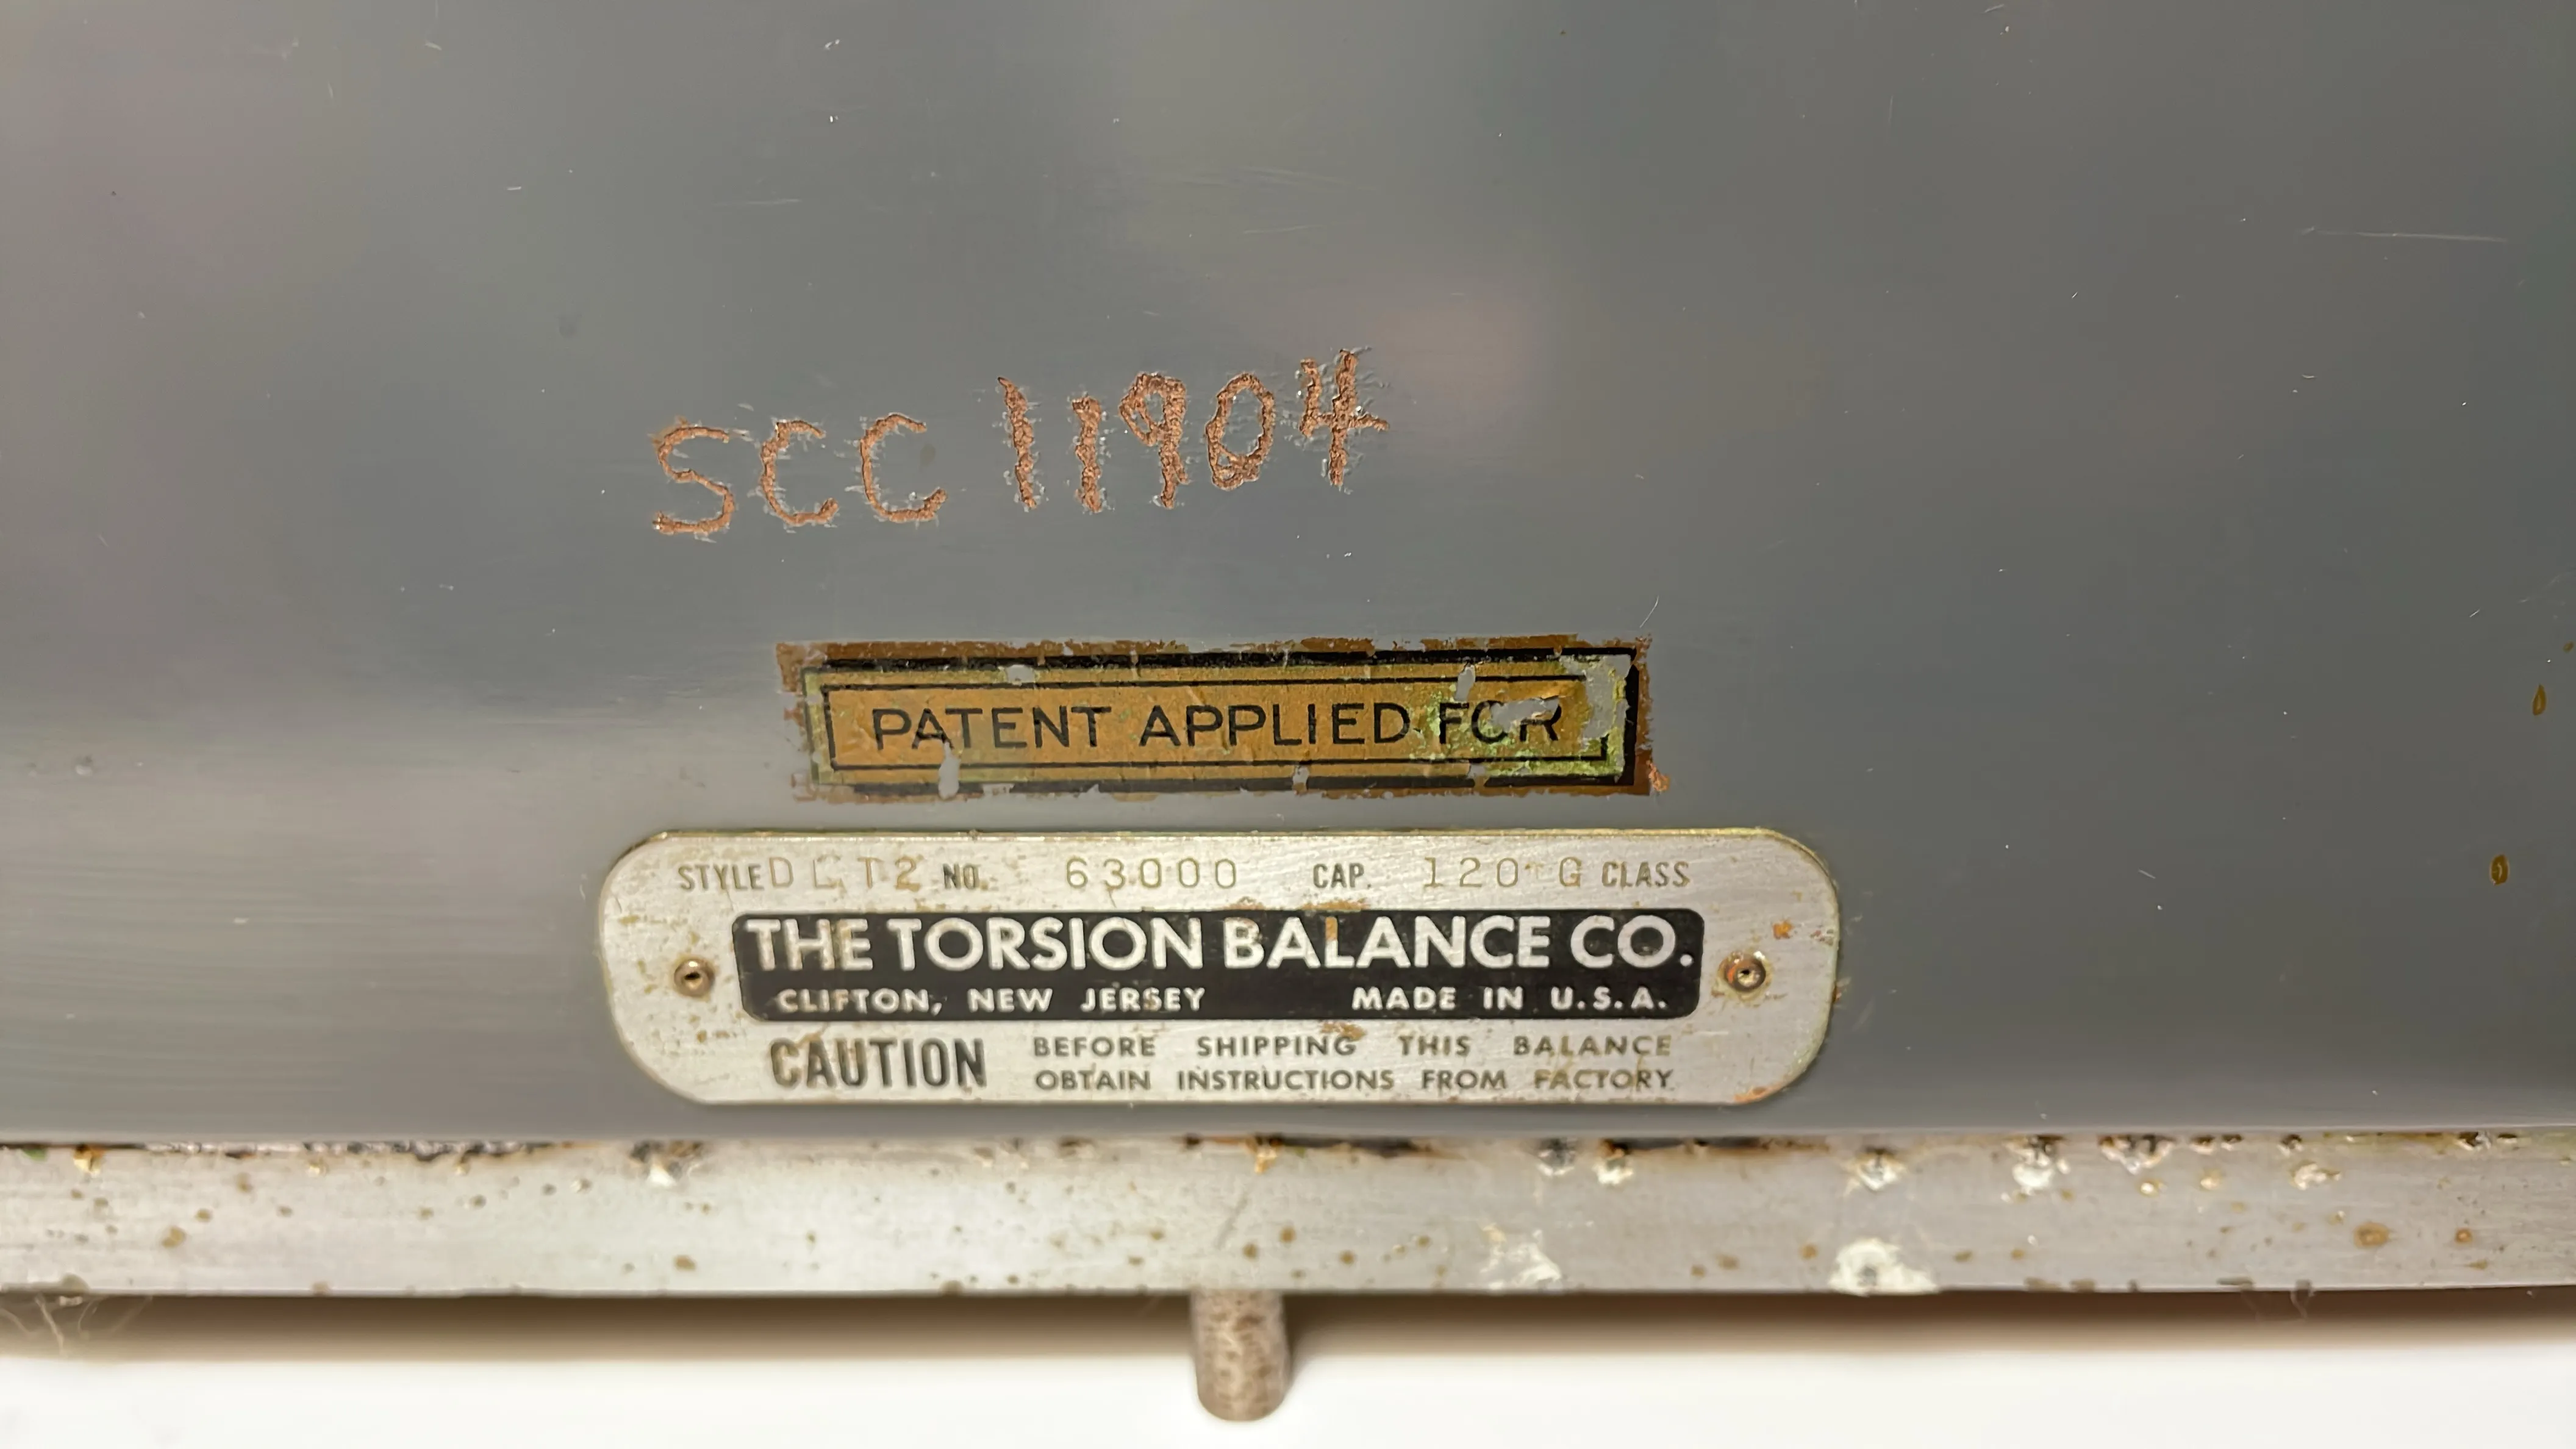 SCC 11904
PATENT APPLIED FOR
STYLE DLT2 NO. 63000 CAP. 120 G CLASS
THE TORSION BALANCE CO.
CLIFTON, NEW JERSEY MADE IN U.S.A.
CAUTION BEFORE SHIPPING THIS BALANCE
OBTAIN INSTRUCTIONS FROM FACTORY